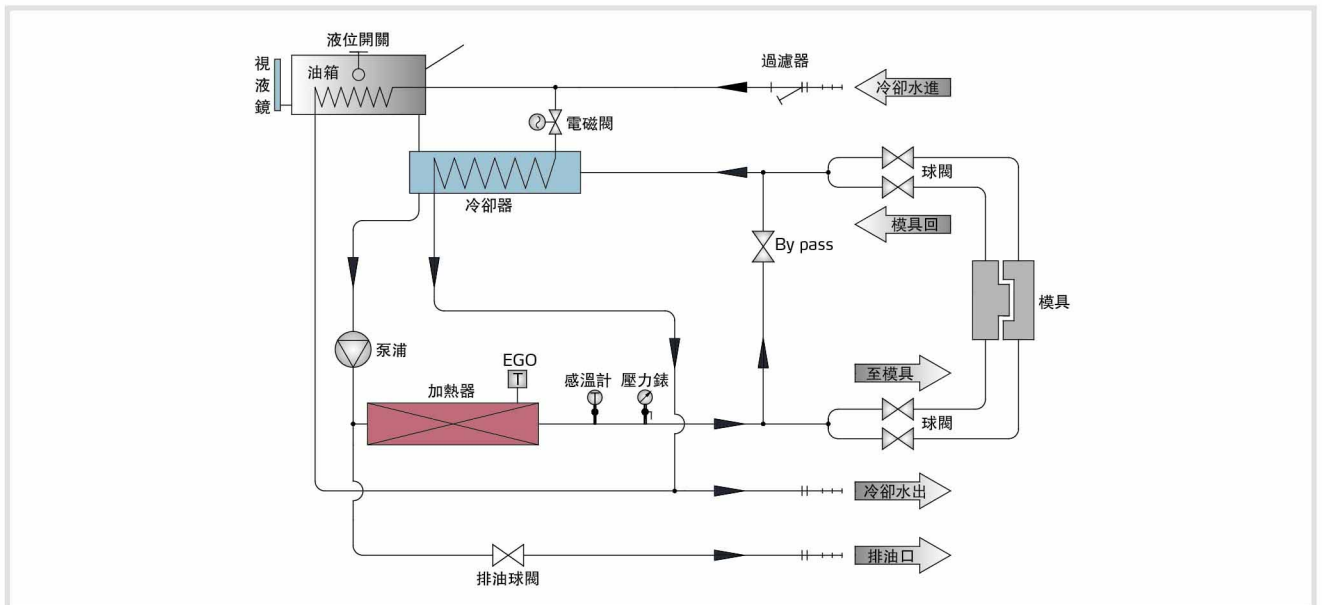 液位開關
視液鏡
油箱
過濾器
冷卻水進
電磁閥
球閥
冷卻器
模具回
By pass
模具
泵浦
EGO
T
感溫計
T
壓力錶
至模具
加熱器
球閥
冷卻水出
排油口
排油球閥